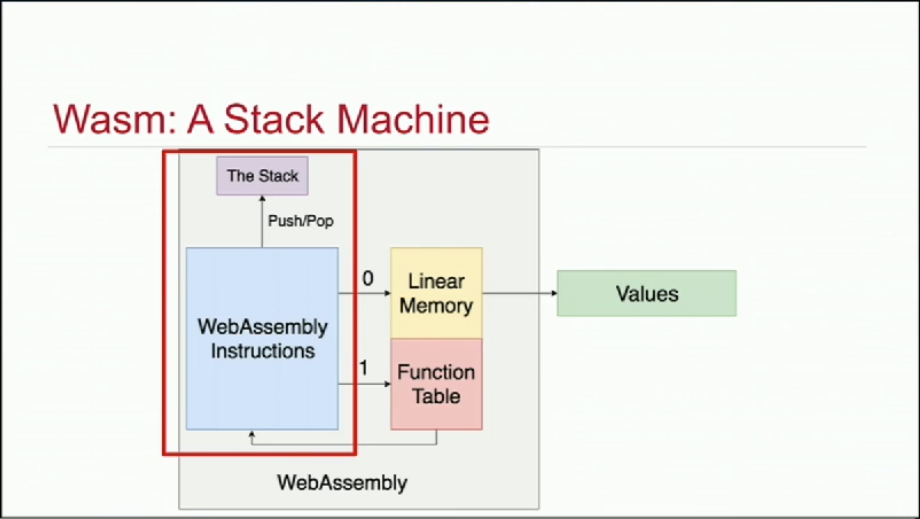 Wasm: A Stack Machine
The Stack
Push/Pop
WebAssembly
Instructions
0
Linear
Memory
Values
1
Function
Table
WebAssembly